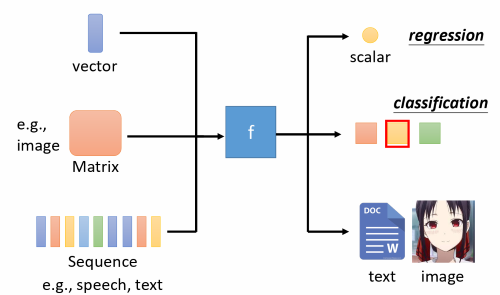 vector
e.g.,
image
Matrix
Sequence
e.g., speech, text
f
scalar
regression
classification
DOC
W
text
image